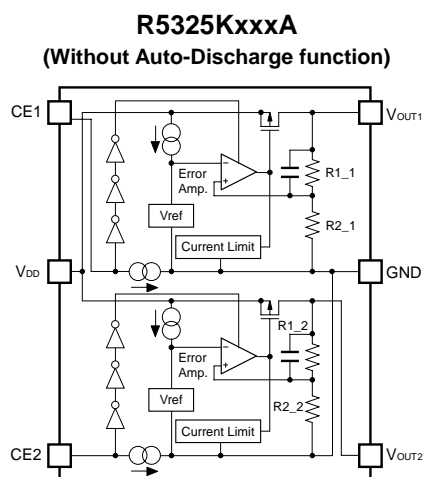 R5325KxxxA
(Without Auto-Discharge function)
CE1
VOUT1
Error
Amp.
R1_1
Vref
R2_1
Current Limit
VDD
GND
R1_2
Error
Amp.
Vref
R2_2
Current Limit
CE2
VOUT2